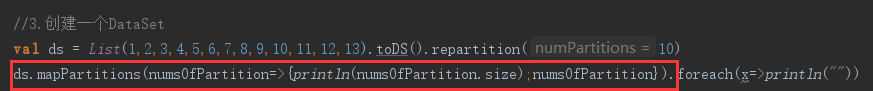 //3.创建一个DataSet
val ds = List(1,2,3,4,5,6,7,8,9,10,11,12,13).toDS().repartition( numPartitions = 10)
ds.mapPartitions(numsOfPartition=>{println(numsOfPartition.size);numsOfPartition}).foreach(x=>println(""))